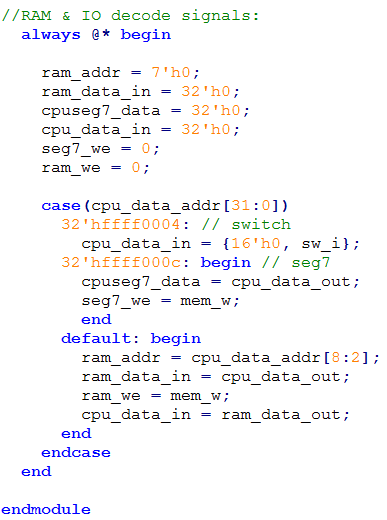 //RAM & IO decode signals:
  always @* begin

    ram_addr = 7'h0;
    ram_data_in = 32'h0;
    cpuseg7_data = 32'h0;
    cpu_data_in = 32'h0;
    seg7_we = 0;
    ram_we = 0;

    case(cpu_data_addr[31:0])
      32'hffff0004: // switch
        cpu_data_in = {16'h0, sw_i};
      32'hffff000c: begin // seg7
        cpuseg7_data = cpu_data_out;
        seg7_we = mem_w;
        end
      default: begin
        ram_addr = cpu_data_addr[8:2];
        ram_data_in = cpu_data_out;
        ram_we = mem_w;
        cpu_data_in = ram_data_out;
      end
    endcase
  end

endmodule